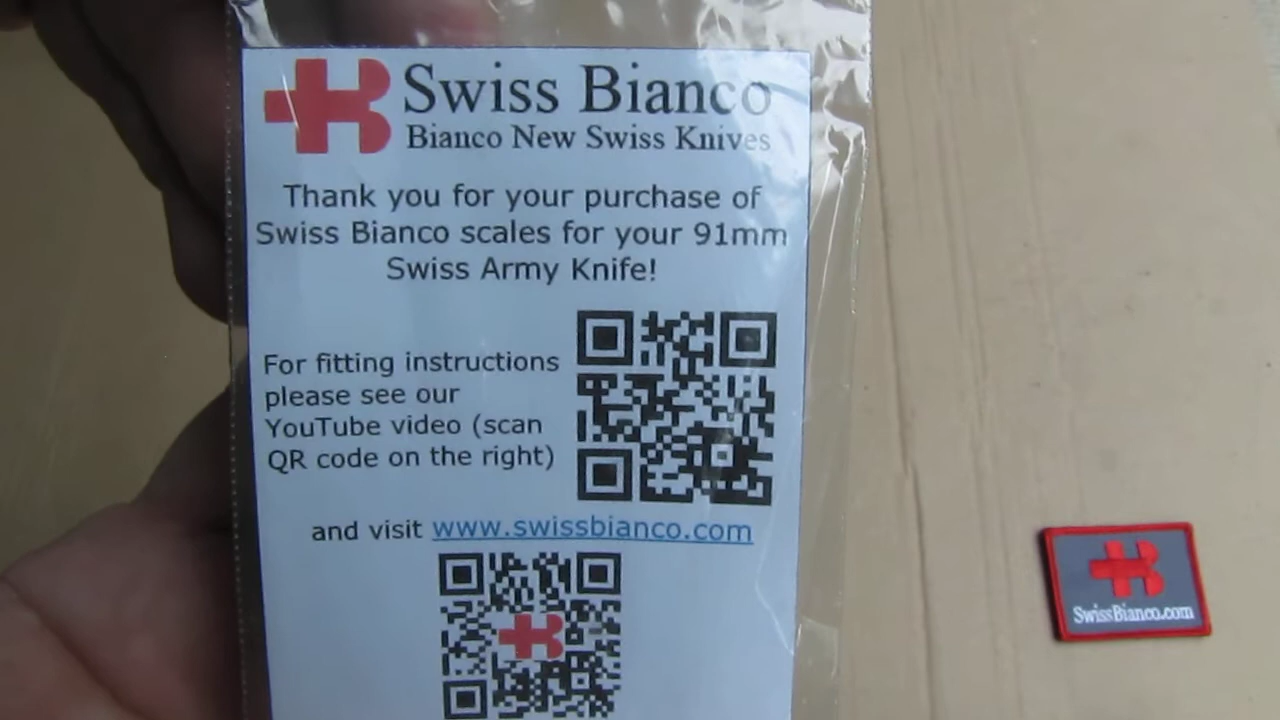 Swiss Bianco
Bianco New Swiss Knives
Thank you for your purchase of
Swiss Bianco scales for your 91mm
Swiss Army Knife!
For fitting instructions
please see our
YouTube video (scan
QR code on the right)
and visit www.swissbianco.com
SwissBianco.com